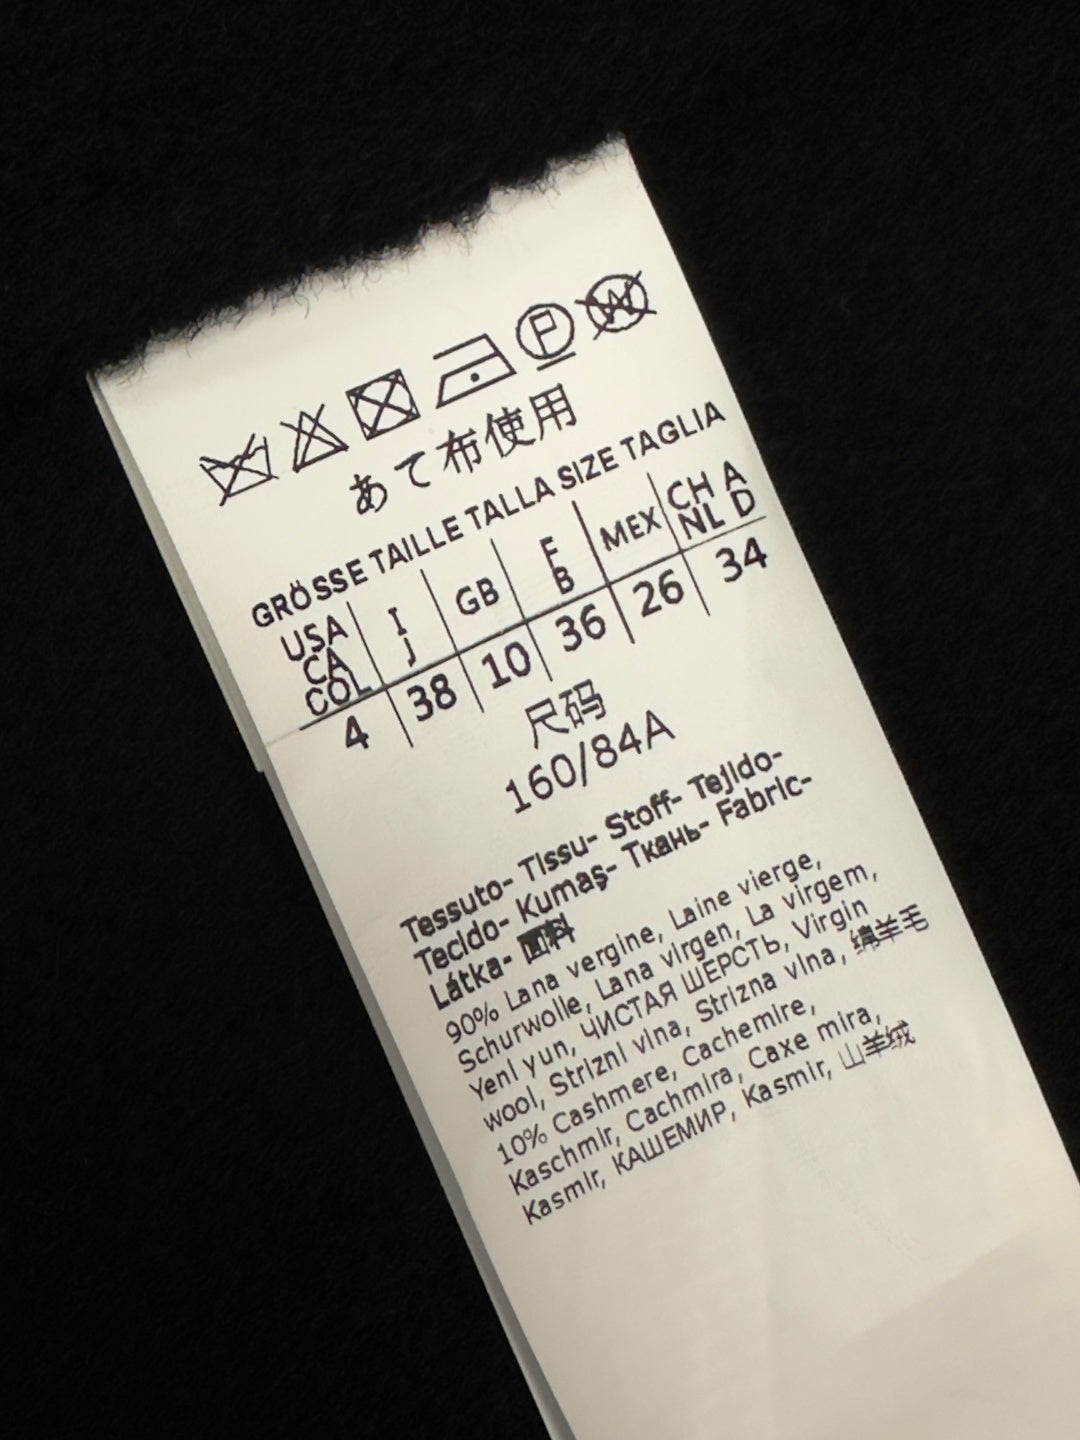 P W
あて布使用
GRÖSSE TAILLE TALLA SIZE TAGLIA
USA CA COL I J GB F B MEX CH A NL D
4 38 10 36 26 34
尺码
160/84A
Tessuto- Tissu- Stoff- Tejido-
Tecido- Kumaş- Ткань- Fabric-
Látka- 面料
90% Lana vergine, Laine vierge,
Schurwolle, Lana virgen, La virgem,
Yeni yun, ЧИСТАЯ ШЕРСТЬ, Virgin
wool, Strizni vlna, Strizna vlna, 绵羊毛
10% Cashmere, Cachemire,
Kaschmir, Cachmira, Caxe mira,
Kasmir, КАШЕМИР, Kasmir, 山羊绒